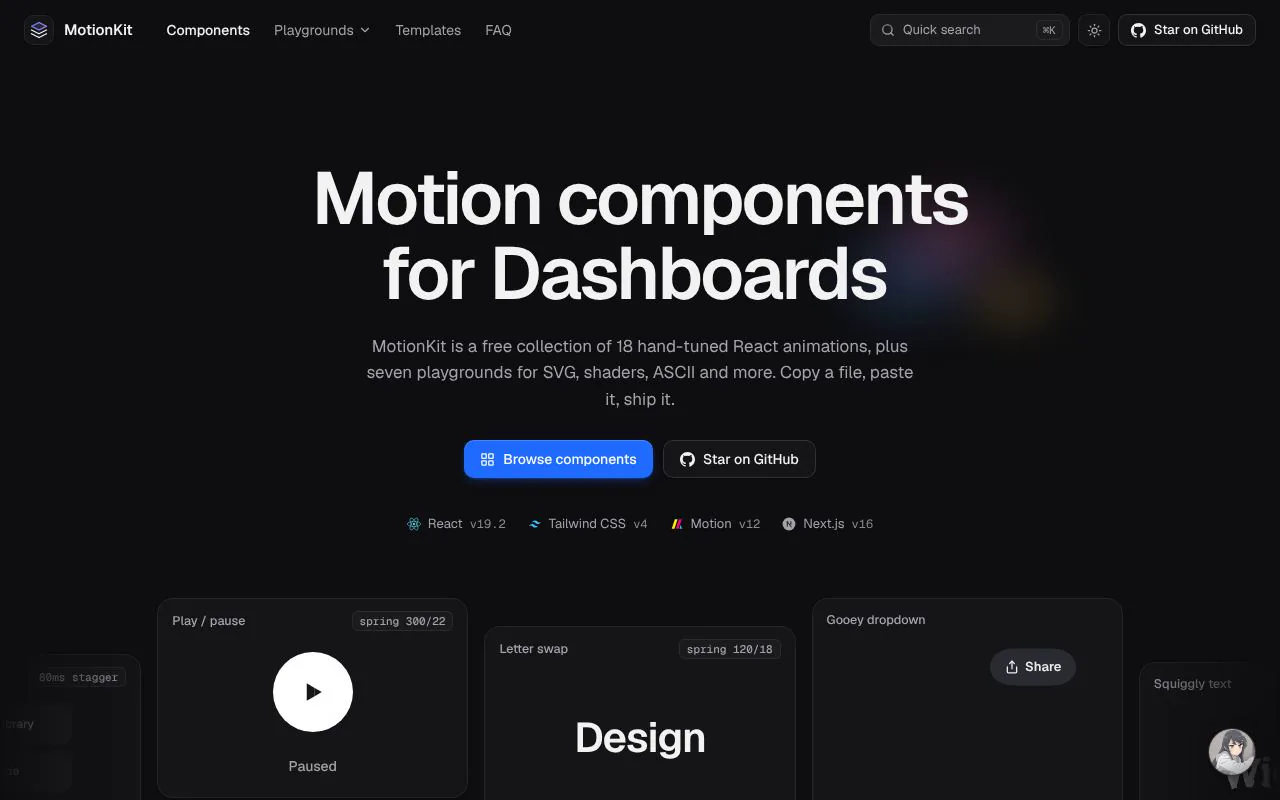 MotionKit
Components
Playgrounds
Templates
FAQ
Quick search
⌘K
Star on GitHub
Motion components
for Dashboards
MotionKit is a free collection of 18 hand-tuned React animations, plus
seven playgrounds for SVG, shaders, ASCII and more. Copy a file, paste
it, ship it.
Browse components
Star on GitHub
React v19.2
Tailwind CSS v4
Motion v12
Next.js v16
80ms stagger
Play / pause
spring 300/22
Paused
Letter swap
spring 120/18
Design
Gooey dropdown
Share
Squiggly text